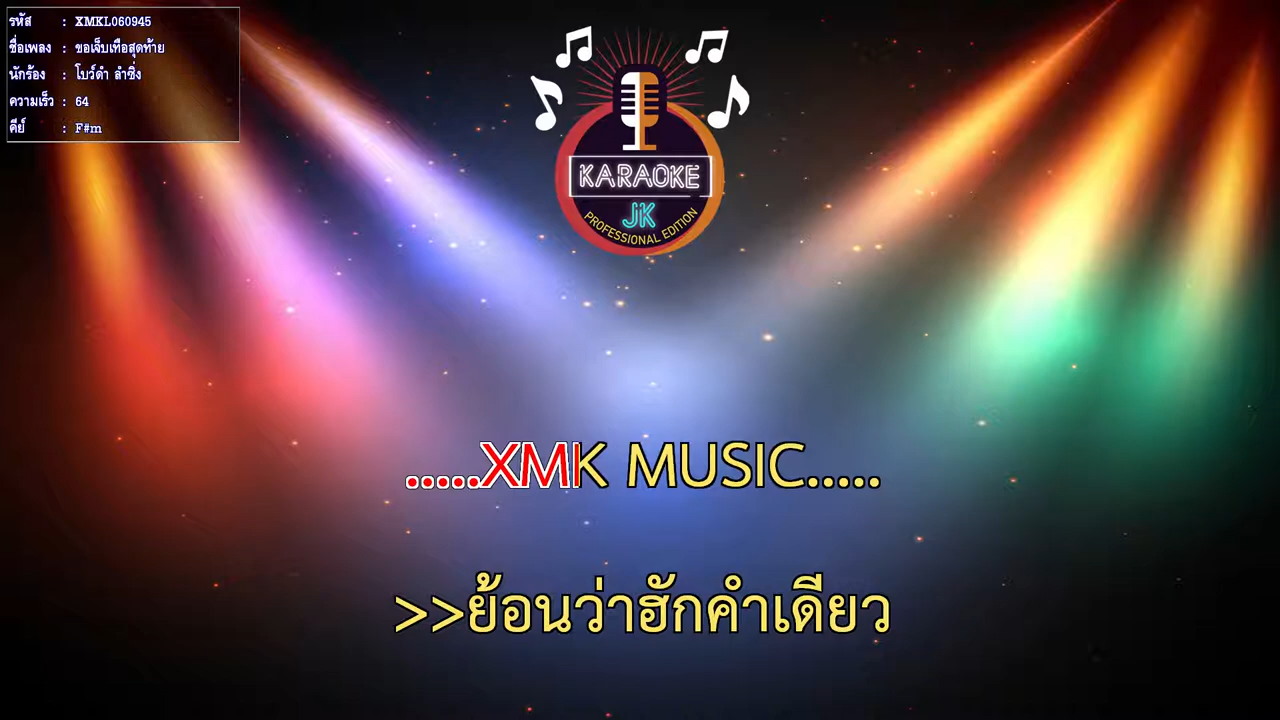 รหัส : XMKL060945
ชื่อเพลง : ขอเจ็บเทือสุดท้าย
นักร้อง : โบว์ดำ ลำซิ่ง
ความเร็ว : 64
คีย์ : F#m
KARAOKE
JK
PROFESSIONAL EDITION
.....XMK MUSIC.....
>>ย้อนว่าฮักคำเดียว